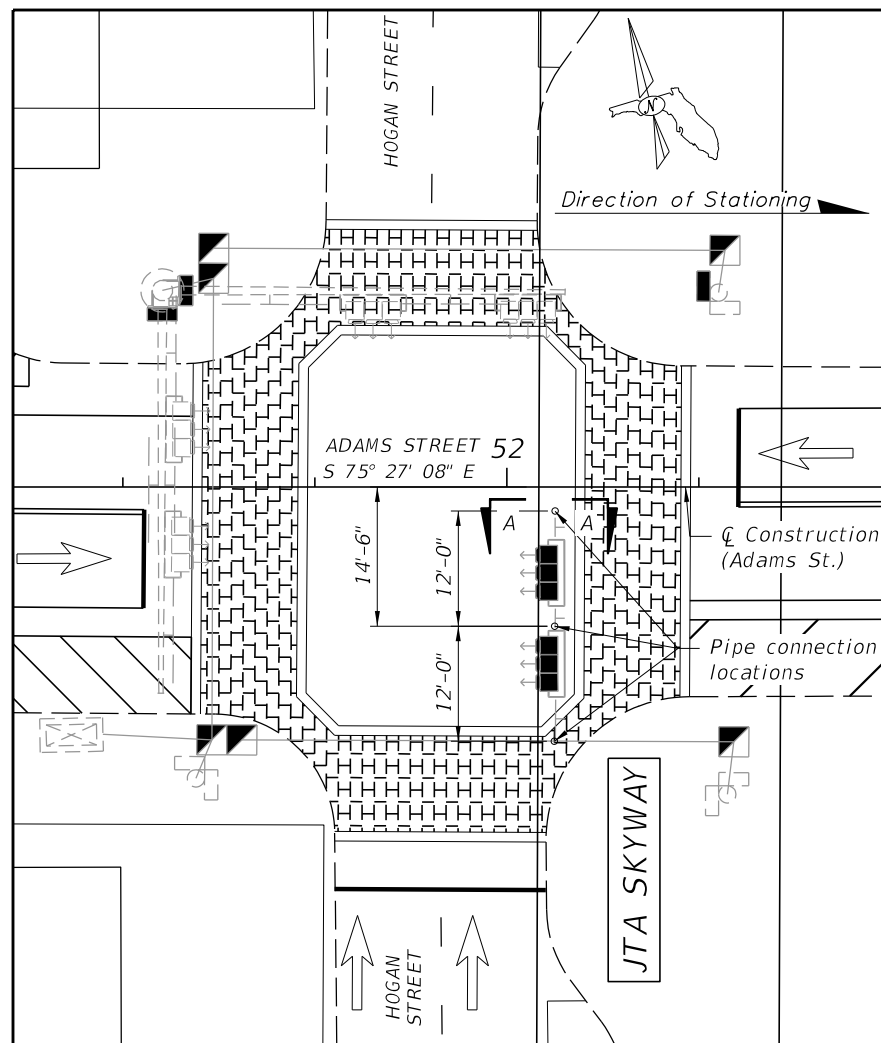 HOGAN STREET
N
Direction of Stationing
ADAMS STREET 52
S 75° 27' 08" E
A A
14'-6"
12'-0"
℄ Construction
(Adams St.)
Pipe connection
locations
12'-0"
JTA SKYWAY
HOGAN
STREET